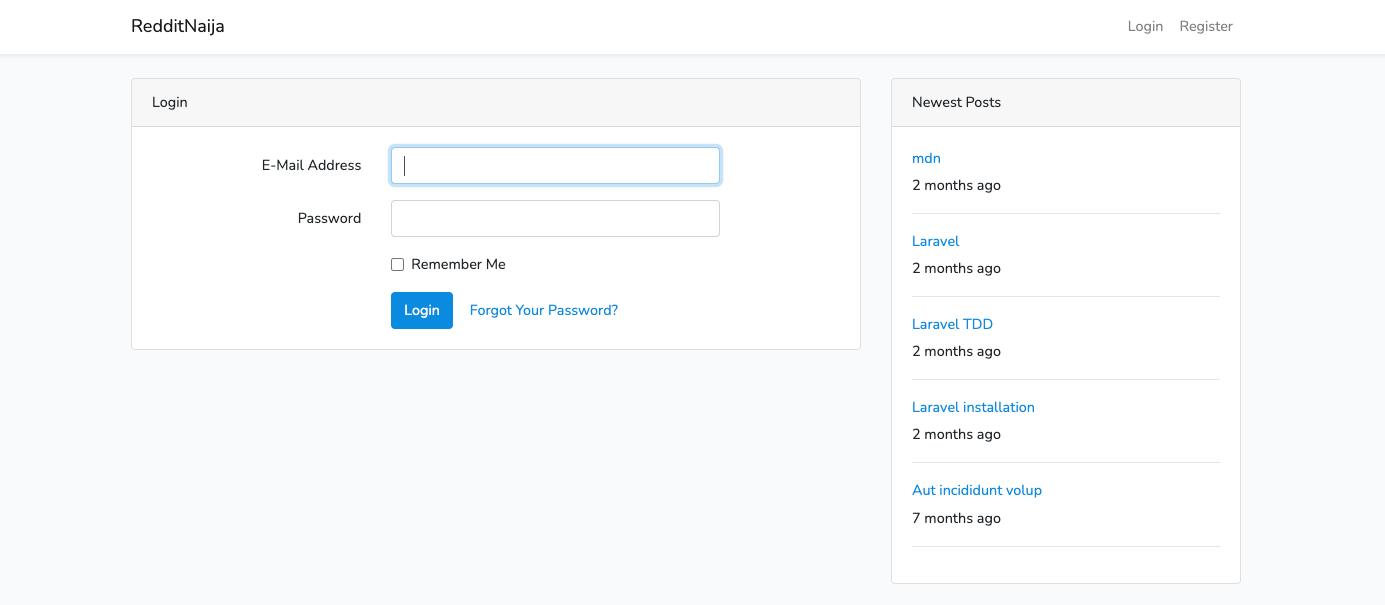 RedditNaija
Login Register
Login
E-Mail Address
Password
Remember Me
Login Forgot Your Password?
Newest Posts
mdn
2 months ago
Laravel
2 months ago
Laravel TDD
2 months ago
Laravel installation
2 months ago
Aut incididunt volup
7 months ago